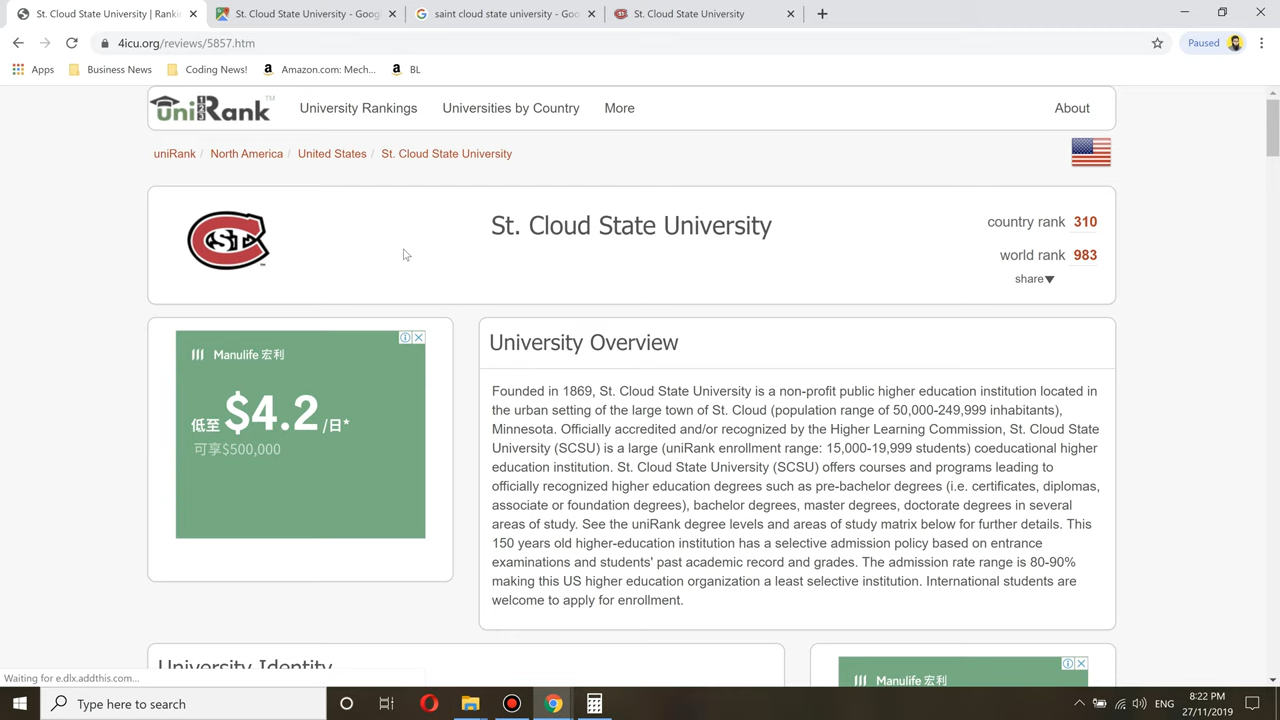 St. Cloud State University | Ranki
St. Cloud State University - Goog
saint cloud state university - Goo
St. Cloud State University
4icu.org/reviews/5857.htm
Paused
Apps
Business News
Coding News!
Amazon.com: Mech...
BL
uniRank™
University Rankings
Universities by Country
More
About
uniRank / North America / United States / St. Cloud State University
St. Cloud State University
country rank 310
world rank 983
share▼
Manulife 宏利
低至 $4.2 /日*
可享$500,000
University Overview
Founded in 1869, St. Cloud State University is a non-profit public higher education institution located in
the urban setting of the large town of St. Cloud (population range of 50,000-249,999 inhabitants),
Minnesota. Officially accredited and/or recognized by the Higher Learning Commission, St. Cloud State
University (SCSU) is a large (uniRank enrollment range: 15,000-19,999 students) coeducational higher
education institution. St. Cloud State University (SCSU) offers courses and programs leading to
officially recognized higher education degrees such as pre-bachelor degrees (i.e. certificates, diplomas,
associate or foundation degrees), bachelor degrees, master degrees, doctorate degrees in several
areas of study. See the uniRank degree levels and areas of study matrix below for further details. This
150 years old higher-education institution has a selective admission policy based on entrance
examinations and students' past academic record and grades. The admission rate range is 80-90%
making this US higher education organization a least selective institution. International students are
welcome to apply for enrollment.
University Identity
Manulife 宏利
Waiting for e.dlx.addthis.com...
Type here to search
ENG
8:22 PM
27/11/2019